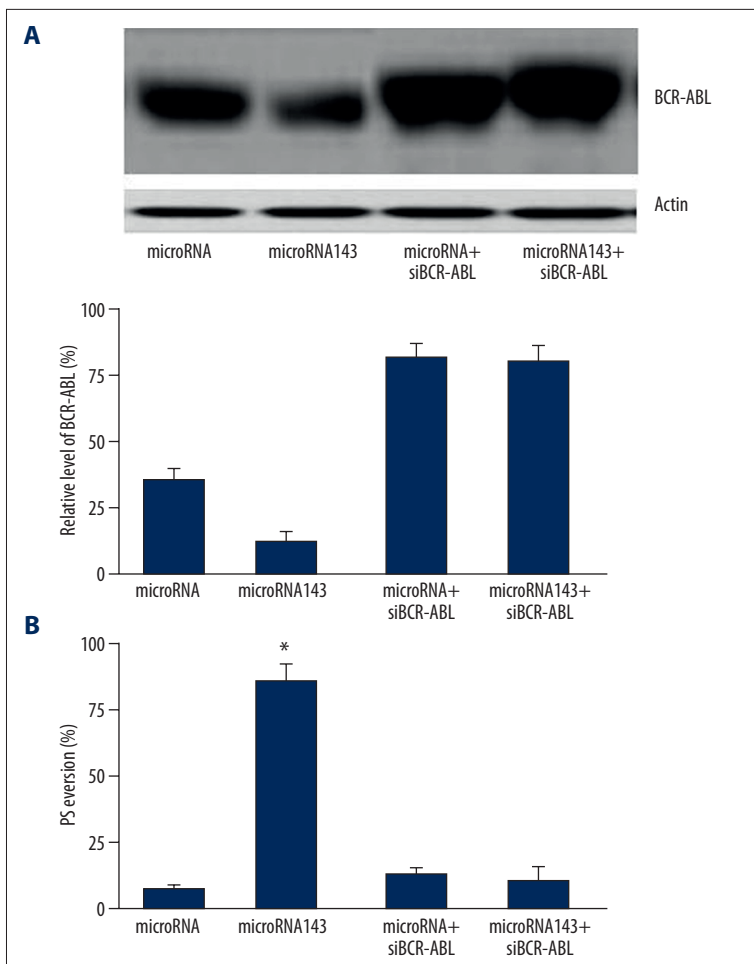 A
BCR-ABL
Actin
microRNA microRNA143 microRNA+ microRNA143+
siBCR-ABL siBCR-ABL
100
75
50
25
0
Relative level of BCR-ABL (%)
microRNA microRNA143 microRNA+ microRNA143+
siBCR-ABL siBCR-ABL
B
100
75
50
25
0
PS eversion (%)
*
microRNA microRNA143 microRNA+ microRNA143+
siBCR-ABL siBCR-ABL